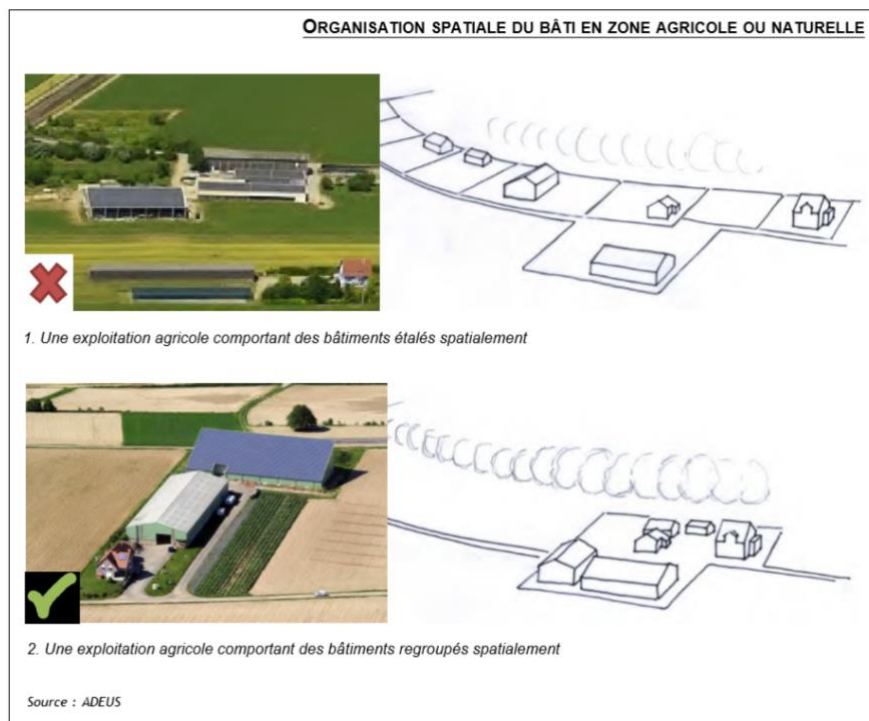 ORGANISATION SPATIALE DU BÂTI EN ZONE AGRICOLE OU NATURELLE
1. Une exploitation agricole comportant des bâtiments étalés spatialement
2. Une exploitation agricole comportant des bâtiments regroupés spatialement
Source : ADEUS